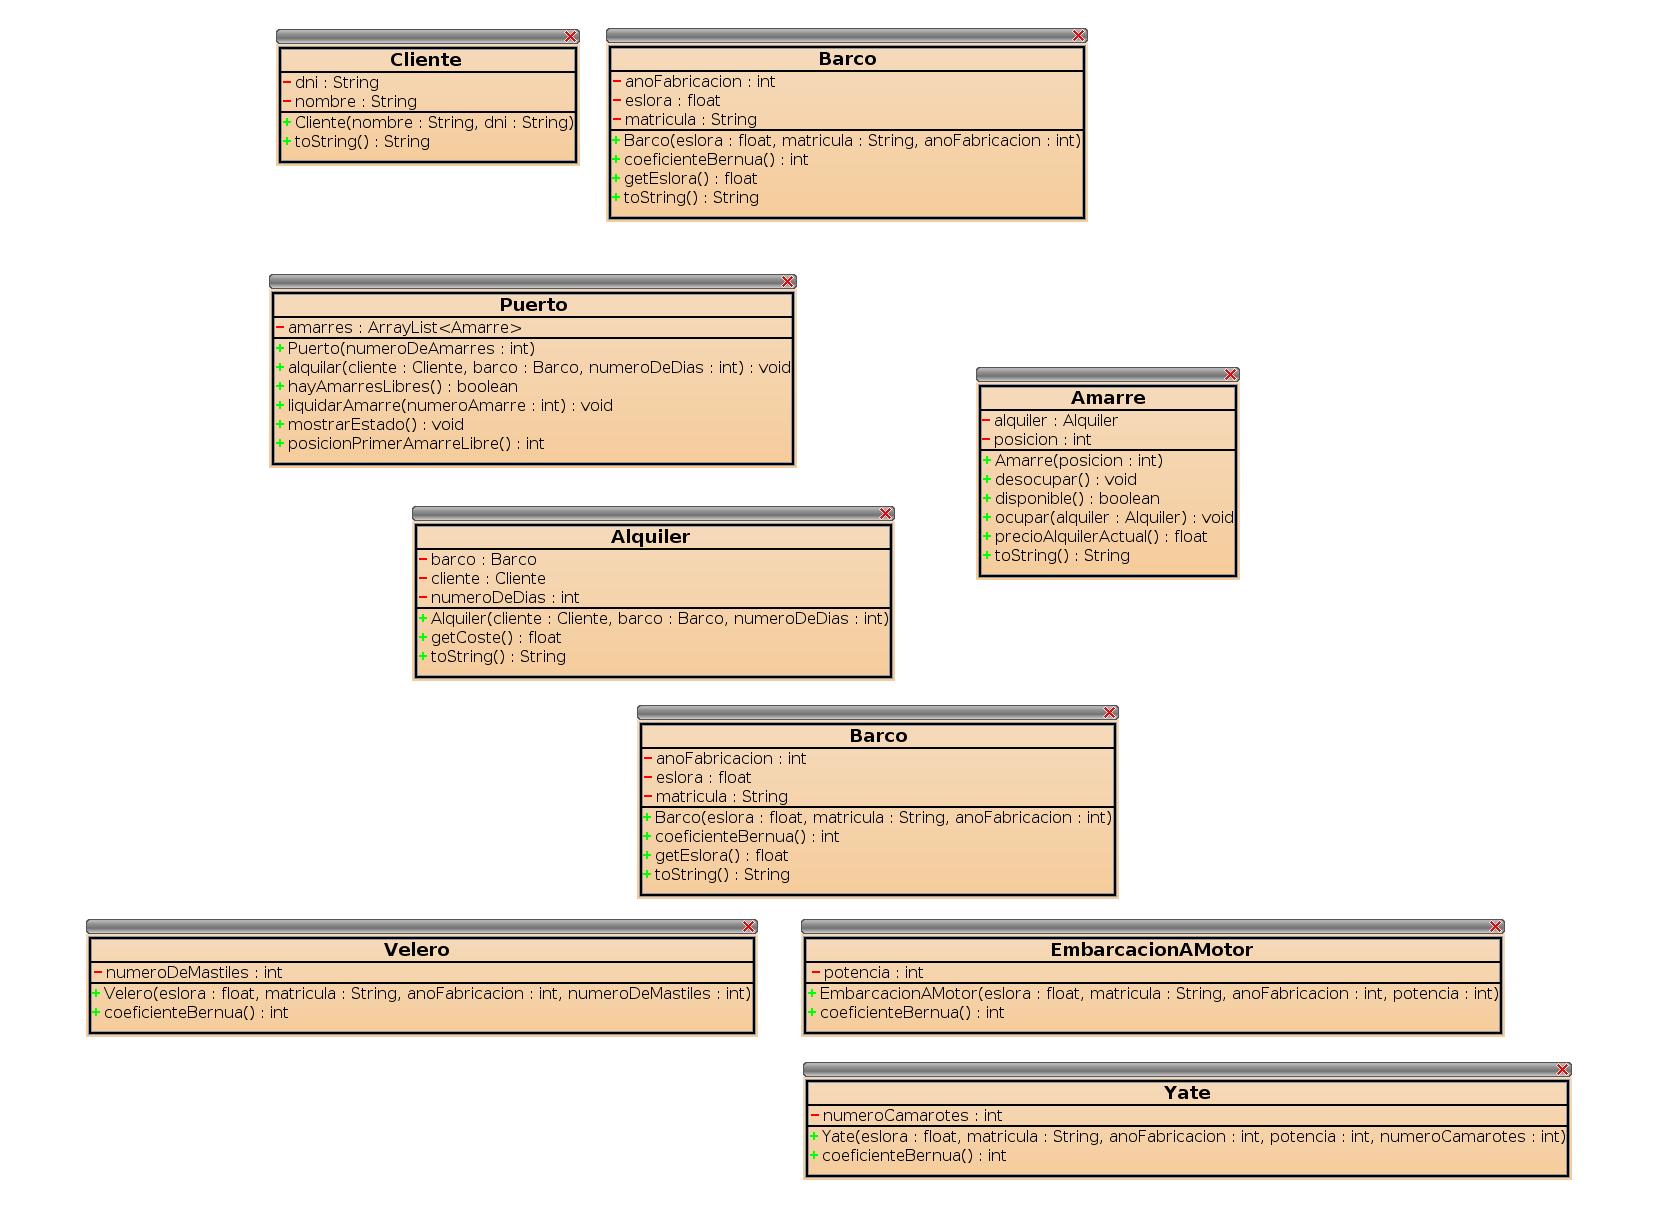 Cliente
- dni : String
- nombre : String
+ Cliente(nombre : String, dni : String)
+ toString() : String
Barco
- anoFabricacion : int
- eslora : float
- matricula : String
+ Barco(eslora : float, matricula : String, anoFabricacion : int)
+ coeficienteBernua() : int
+ getEslora() : float
+ toString() : String
Puerto
- amarres : ArrayList<Amarre>
+ Puerto(numeroDeAmarres : int)
+ alquilar(cliente : Cliente, barco : Barco, numeroDeDias : int) : void
+ hayAmarresLibres() : boolean
+ liquidarAmarre(numeroAmarre : int) : void
+ mostrarEstado() : void
+ posicionPrimerAmarreLibre() : int
Amarre
- alquiler : Alquiler
- posicion : int
+ Amarre(posicion : int)
+ desocupar() : void
+ disponible() : boolean
+ ocupar(alquiler : Alquiler) : void
+ precioAlquilerActual() : float
+ toString() : String
Alquiler
- barco : Barco
- cliente : Cliente
- numeroDeDias : int
+ Alquiler(cliente : Cliente, barco : Barco, numeroDeDias : int)
+ getCoste() : float
+ toString() : String
Barco
- anoFabricacion : int
- eslora : float
- matricula : String
+ Barco(eslora : float, matricula : String, anoFabricacion : int)
+ coeficienteBernua() : int
+ getEslora() : float
+ toString() : String
Velero
- numeroDeMastiles : int
+ Velero(eslora : float, matricula : String, anoFabricacion : int, numeroDeMastiles : int)
+ coeficienteBernua() : int
EmbarcacionAMotor
- potencia : int
+ EmbarcacionAMotor(eslora : float, matricula : String, anoFabricacion : int, potencia : int)
+ coeficienteBernua() : int
Yate
- numeroCamarotes : int
+ Yate(eslora : float, matricula : String, anoFabricacion : int, potencia : int, numeroCamarotes : int)
+ coeficienteBernua() : int